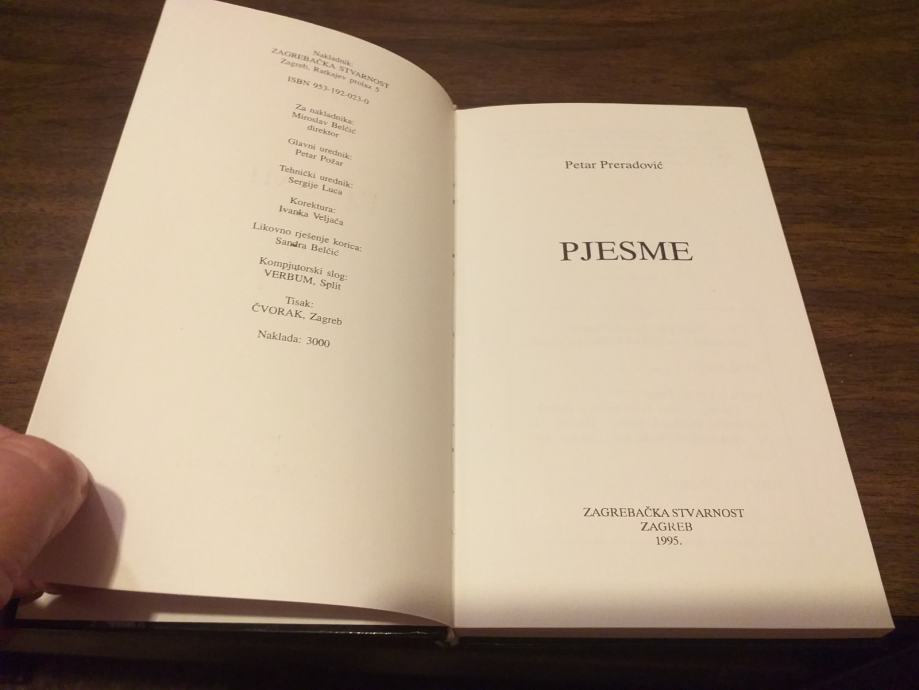 Nakladnik:
ZAGREBAČKA STVARNOST
Zagreb, Ratkajev prolaz 5
ISBN 953-192-023-0
Za nakladnika:
Miroslav Belčić
direktor
Glavni urednik:
Petar Požar
Tehnički urednik:
Sergije Luca
Korektura:
Ivanka Veljača
Likovno rješenje korica:
Sandra Belčić
Kompjutorski slog:
VERBUM, Split
Tisak:
ČVORAK, Zagreb
Naklada: 3000
Petar Preradović
PJESME
ZAGREBAČKA STVARNOST
ZAGREB
1995.